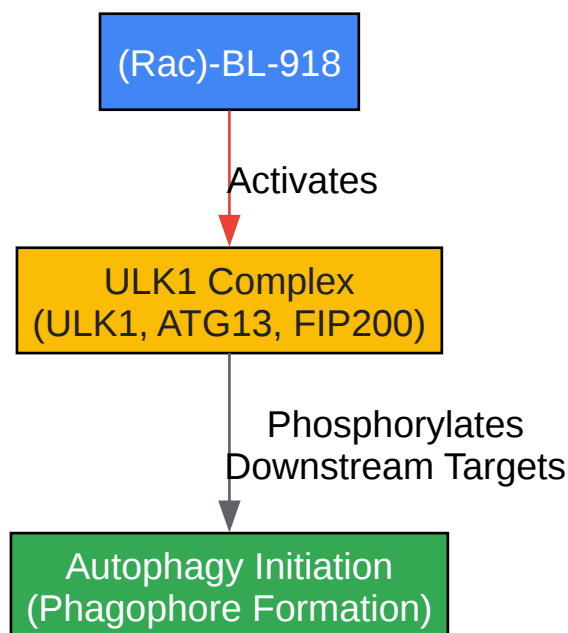 (Rac)-BL-918
Activates
ULK1 Complex
(ULK1, ATG13, FIP200)
Phosphorylates
Downstream Targets
Autophagy Initiation
(Phagophore Formation)